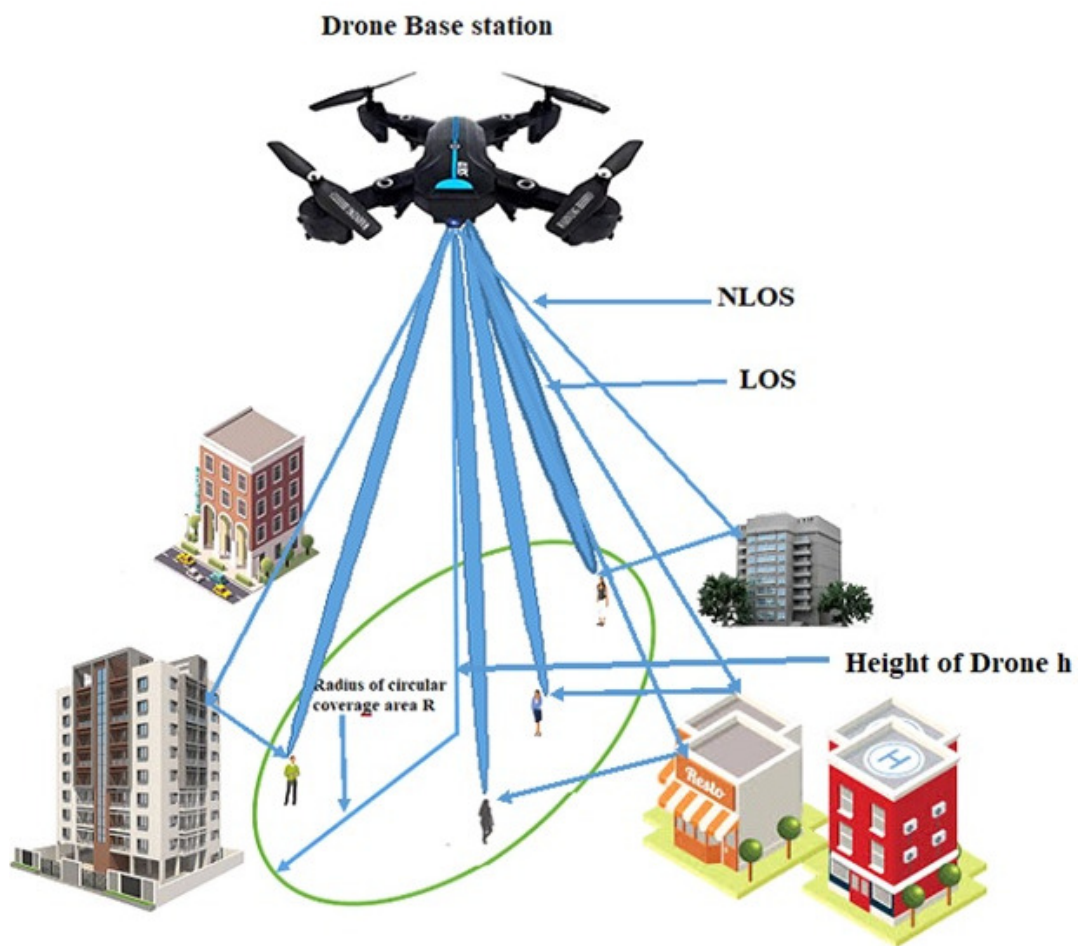 Drone Base station
NLOS
LOS
Height of Drone h
Radius of circular
coverage area R
Resto
H